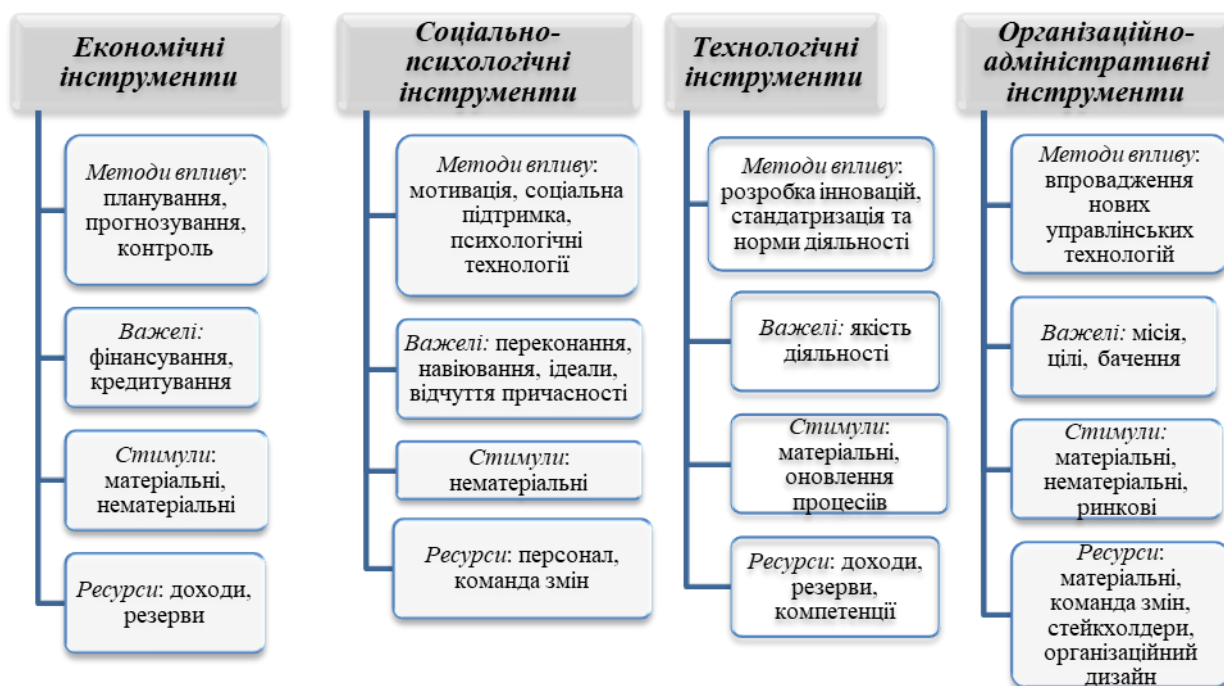 Економічні
інструменти
Методи впливу:
планування,
прогнозування,
контроль
Важелі:
фінансування,
кредитування
Стимули:
матеріальні,
нематеріальні
Ресурси: доходи,
резерви
Соціально-
психологічні
інструменти
Методи впливу:
мотивація, соціальна
підтримка,
психологічні
технології
Важелі: переконання,
навіювання, ідеали,
відчуття причасності
Стимули:
нематеріальні
Ресурси: персонал,
команда змін
Технологічні
інструменти
Методи впливу:
розробка інновацій,
стандатризація та
норми діяльності
Важелі: якість
діяльності
Стимули:
матеріальні,
оновлення
процесіів
Ресурси: доходи,
резерви,
компетенції
Організаційно-
адміністративні
інструменти
Методи впливу:
впровадження
нових
управлінських
технологій
Важелі: місія,
цілі, бачення
Стимули:
матеріальні,
нематеріальні,
ринкові
Ресурси:
матеріальні,
команда змін,
стейкхолдери,
організаційний
дизайн